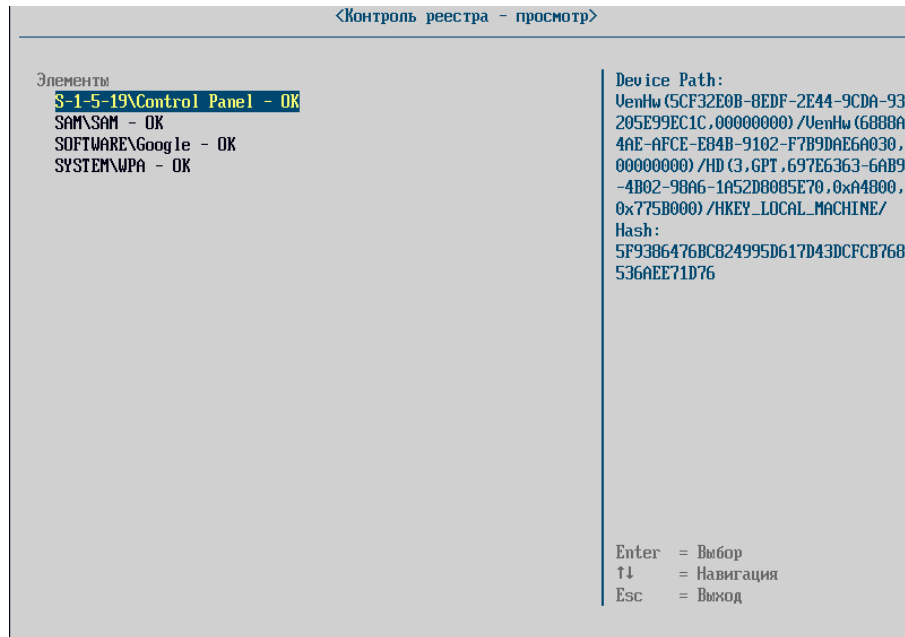 <Контроль реестра - просмотр>
Элементы
S-1-5-19\Control Panel - OK
SAM\SAM - OK
SOFTWARE\Google - OK
SYSTEM\WPA - OK
Device Path:
VenHw(5CF32E0B-8EDF-2E44-9CDA-93
205E99EC1C,00000000)/VenHw(6888A
4AE-AFCE-E84B-9102-F7B9DAE6A030,
00000000)/HD(3,GPT,697E6363-6AB9
-4B02-98A6-1A52D8085E70,0xA4800,
0x775B000)/HKEY_LOCAL_MACHINE/
Hash:
5F9386476BC824995D617D43DCFCB768
536AEE71D76
Enter = Выбор
↑↓ = Навигация
Esc = Выход